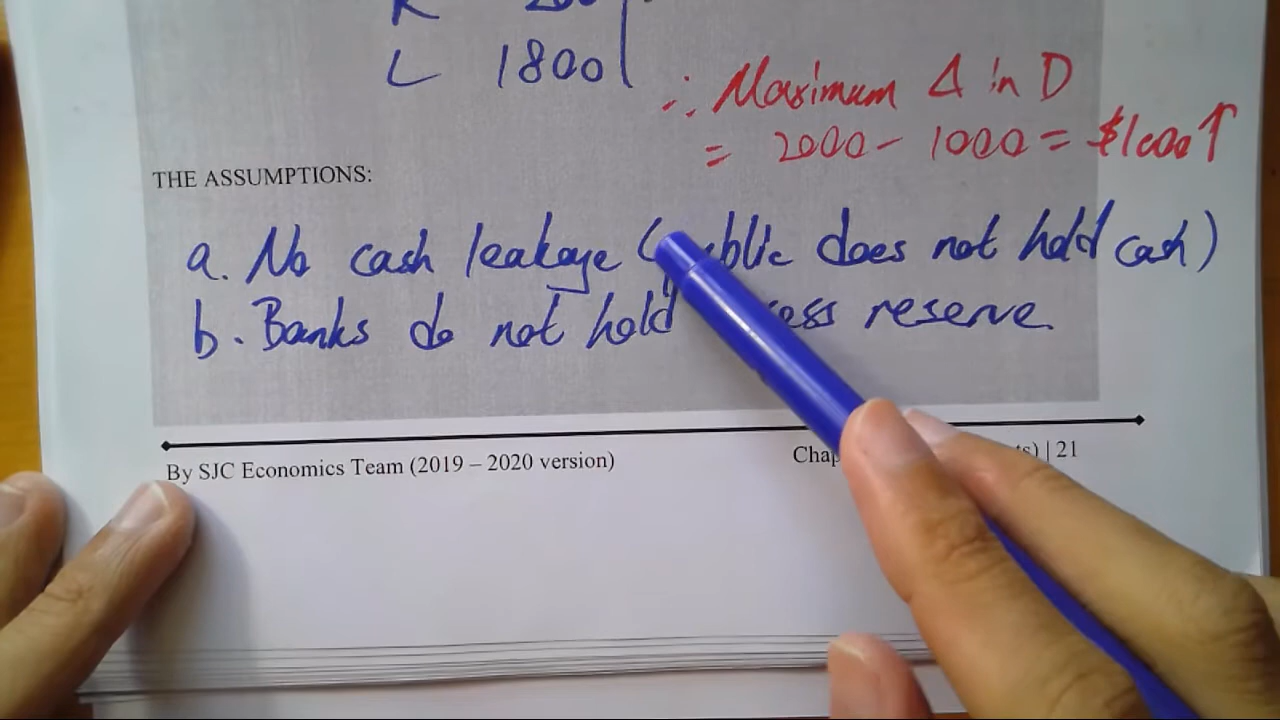 L 1800
∴ Maximum Δ in D
= 2000 - 1000 = $1000↑
THE ASSUMPTIONS:
a. No cash leakage (public does not hold cash)
b. Banks do not hold reserve.
By SJC Economics Team (2019 – 2020 version) | 21